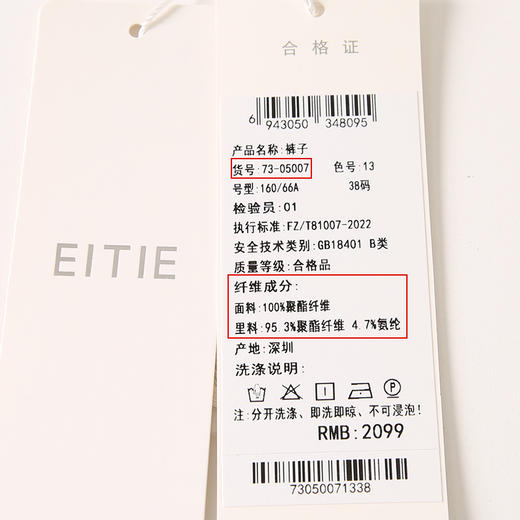 EITIE
合格证
6 943050 348095
产品名称:裤子
货号:73-05007 色号:13
号型:160/66A 38码
检验员:01
执行标准:FZ/T81007-2022
安全技术类别:GB18401 B类
质量等级:合格品
纤维成分:
面料:100%聚酯纤维
里料:95.3%聚酯纤维 4.7%氨纶
产地:深圳
洗涤说明:
P
注:分开洗涤、即洗即晾、不可浸泡!
RMB:2099
73050071338